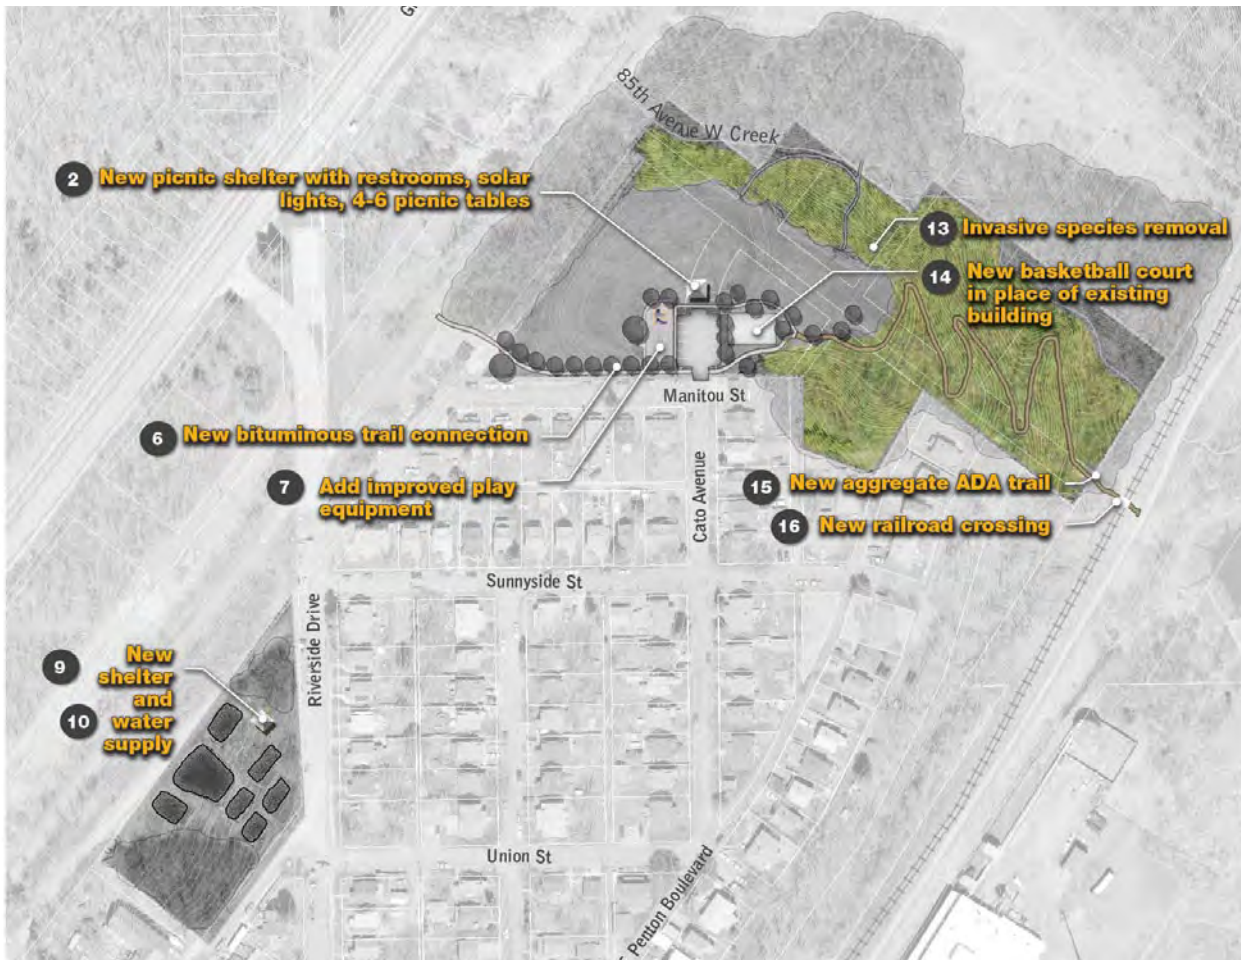 G
85th Avenue W Creek
2 New picnic shelter with restrooms, solar
lights, 4-6 picnic tables
13 Invasive species removal
14 New basketball court
in place of existing
building
Manitou St
6 New bituminous trail connection
7 Add improved play
equipment
Cato Avenue
15 New aggregate ADA trail
16 New railroad crossing
Sunnyside St
Riverside Drive
9 New
shelter
and
10 water
supply
Union St
Penton Boulevard